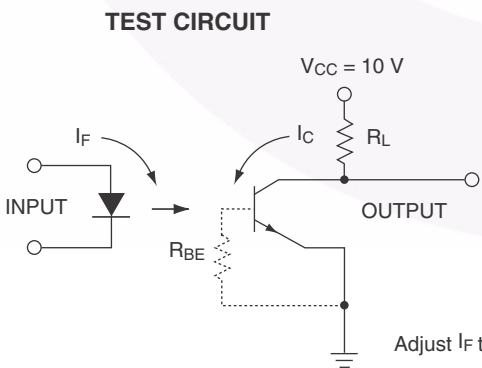 TEST CIRCUIT
VCC = 10 V
IF
IC
RL
INPUT
OUTPUT
RBE
Adjust IF